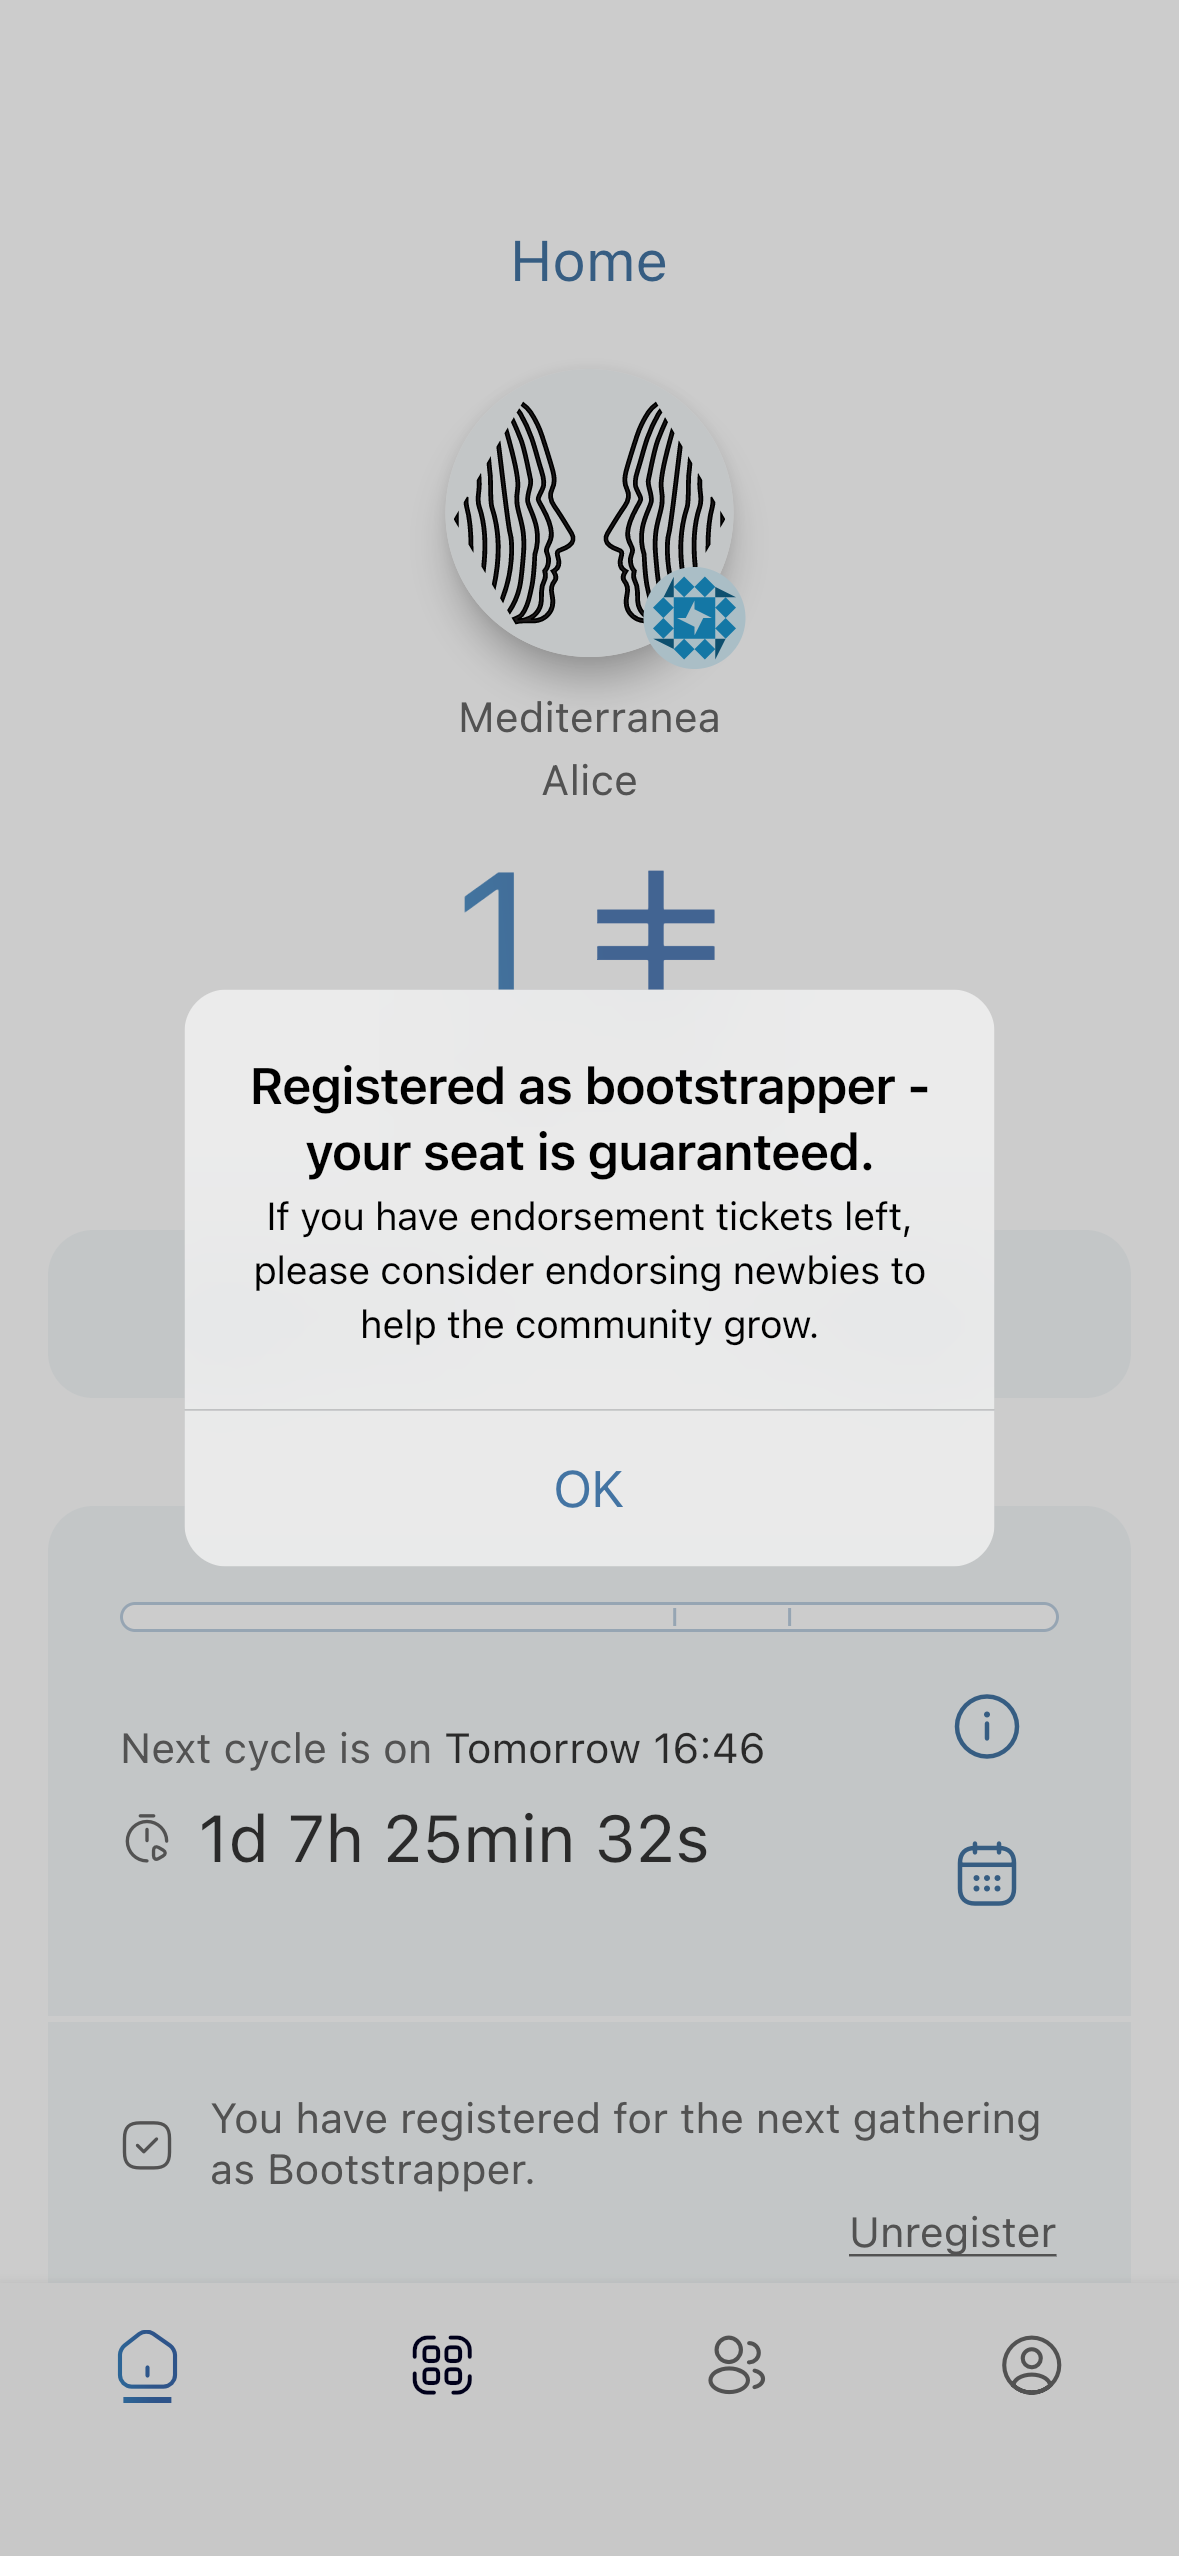 Home
Mediterranea
Alice
1
Registered as bootstrapper -
your seat is guaranteed.
If you have endorsement tickets left,
please consider endorsing newbies to
help the community grow.
OK
Next cycle is on Tomorrow 16:46
1d 7h 25min 32s
You have registered for the next gathering
as Bootstrapper.
Unregister